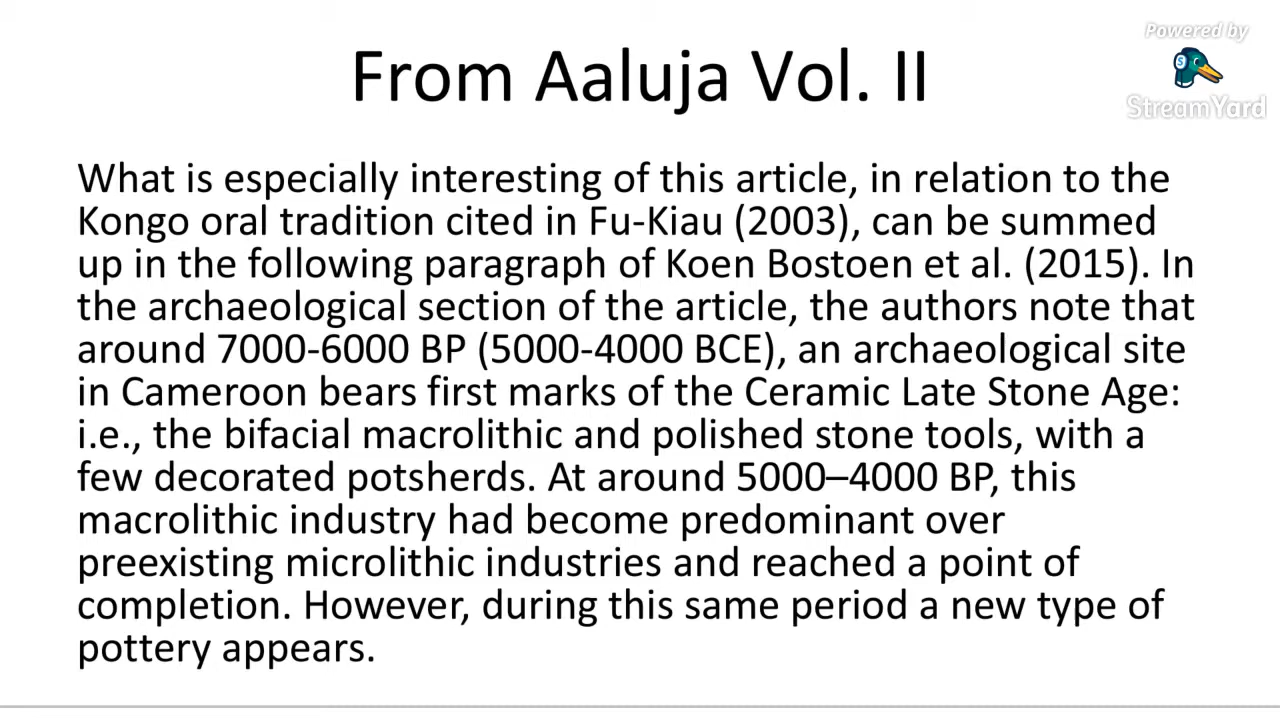 From Aaluja Vol. II
Powered by
StreamYard
What is especially interesting of this article, in relation to the
Kongo oral tradition cited in Fu-Kiau (2003), can be summed
up in the following paragraph of Koen Bostoen et al. (2015). In
the archaeological section of the article, the authors note that
around 7000-6000 BP (5000-4000 BCE), an archaeological site
in Cameroon bears first marks of the Ceramic Late Stone Age:
i.e., the bifacial macrolithic and polished stone tools, with a
few decorated potsherds. At around 5000–4000 BP, this
macrolithic industry had become predominant over
preexisting microlithic industries and reached a point of
completion. However, during this same period a new type of
pottery appears.